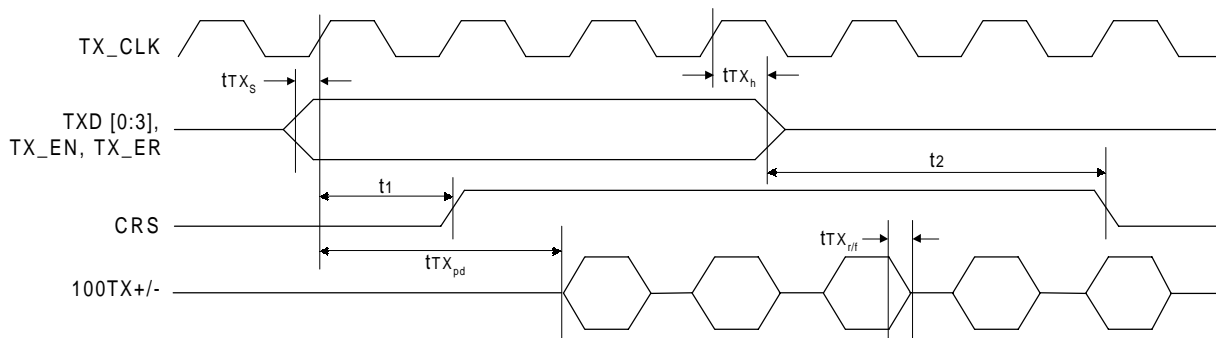 TX_CLK
tTXs
tTXh
TXD [0:3],
TX_EN, TX_ER
t1
t2
CRS
tTXpd
tTXr/f
100TX+/-